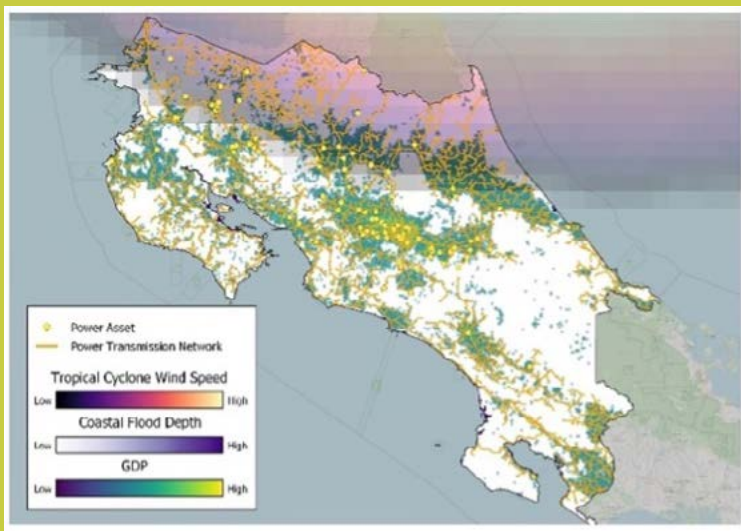 Power Asset
Power Transmission Network
Tropical Cyclone Wind Speed
Low High
Coastal Flood Depth
Low High
GDP
Low High